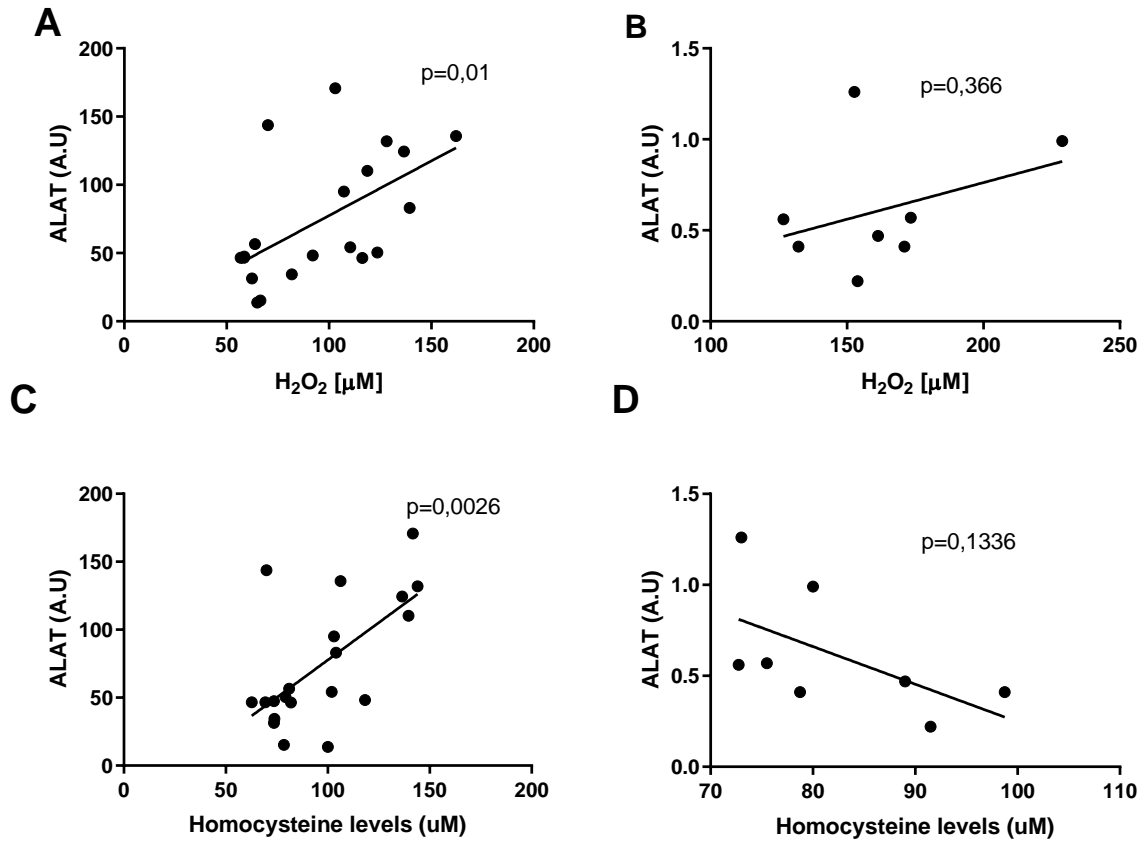 A
200
150
100
50
0
ALAT (A.U)
p=0,01
0 50 100 150 200
H₂O₂ [μM]
B
1.5
1.0
0.5
0.0
ALAT (A.U)
p=0,366
100 150 200 250
H₂O₂ [μM]
C
200
150
100
50
0
ALAT (A.U)
p=0,0026
0 50 100 150 200
Homocysteine levels (uM)
D
1.5
1.0
0.5
0.0
ALAT (A.U)
p=0,1336
70 80 90 100 110
Homocysteine levels (uM)